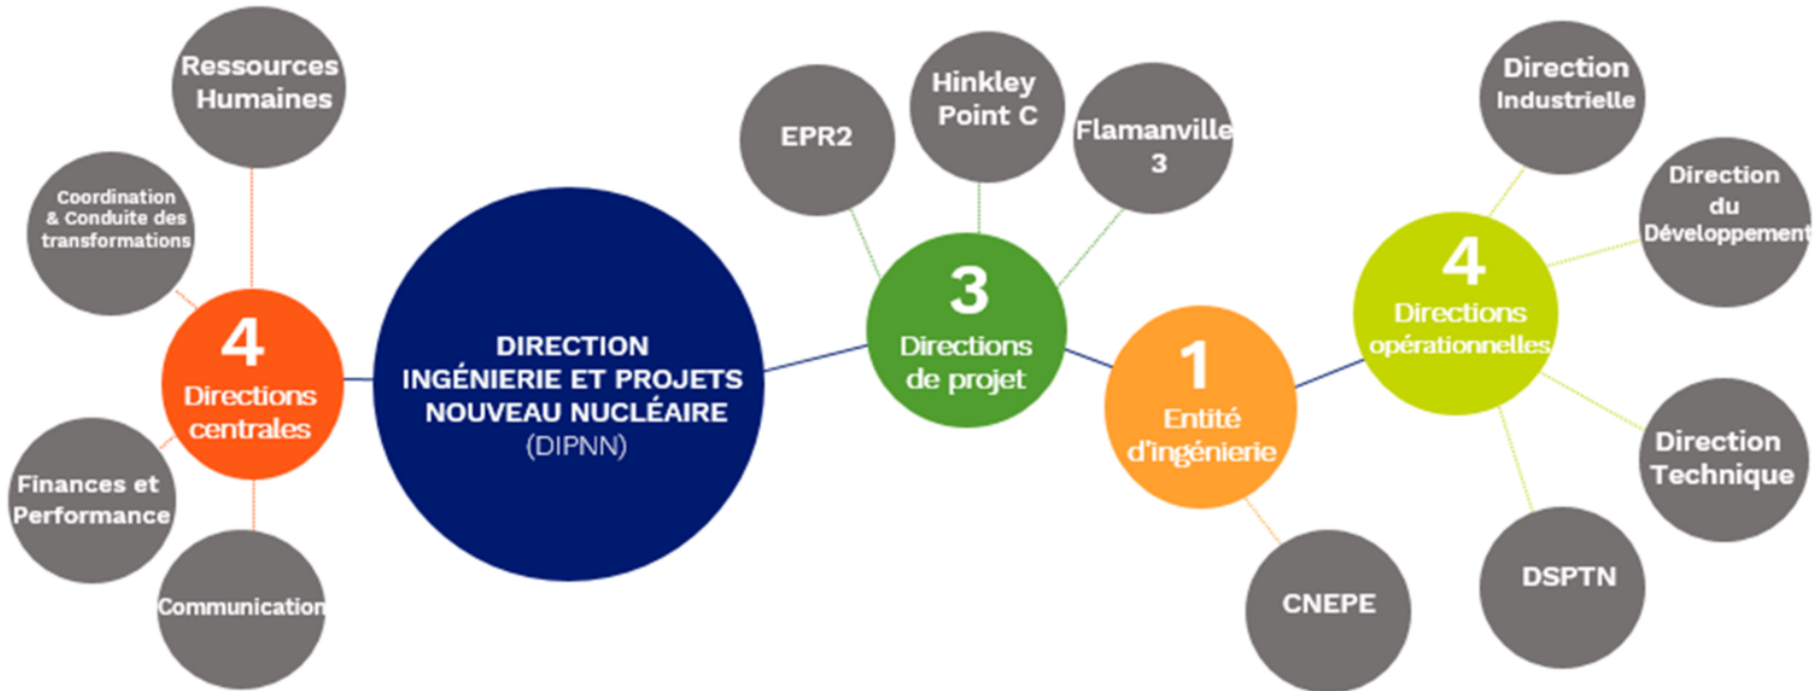 Ressources
Humaines
Coordination
& Conduite des
transformations
4
Directions
centrales
Finances et
Performance
Communication
DIRECTION
INGÉNIERIE ET PROJETS
NOUVEAU NUCLÉAIRE
(DIPNN)
EPR2
Hinkley
Point C
Flamanville
3
3
Directions
de projet
1
Entité
d'ingénierie
CNEPE
4
Directions
opérationnelles
Direction
Industrielle
Direction
du
Développement
Direction
Technique
DSPTN